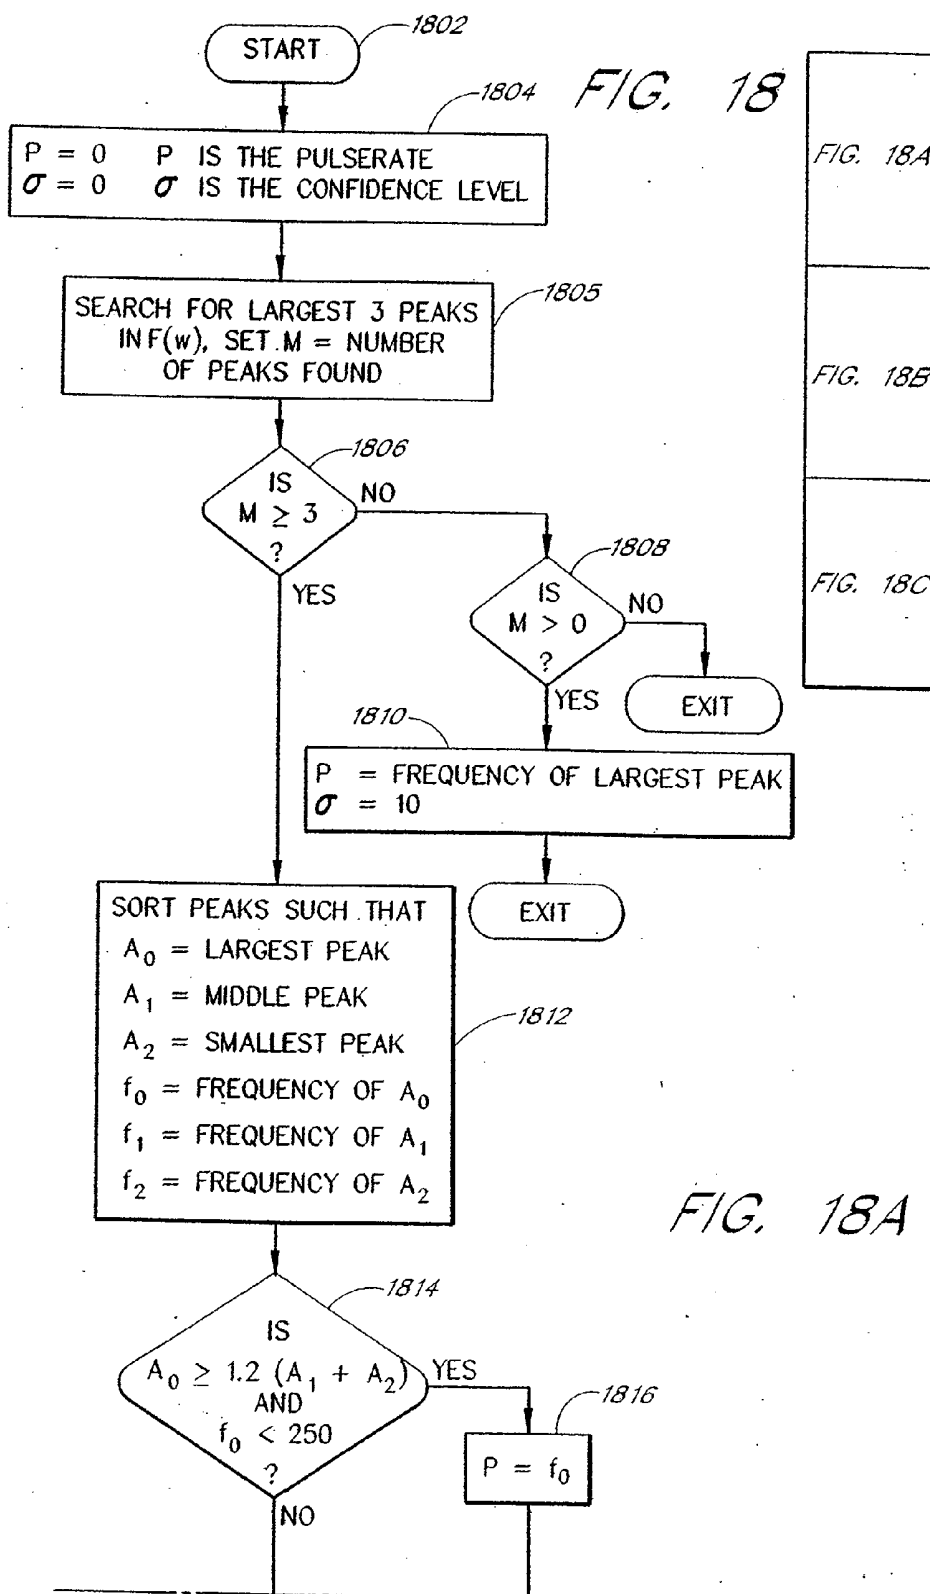 1802
START
FIG. 18
1804
P = 0 P IS THE PULSERATE
σ = 0 σ IS THE CONFIDENCE LEVEL
FIG. 18A
1805
SEARCH FOR LARGEST 3 PEAKS
IN F(w), SET M = NUMBER
OF PEAKS FOUND
FIG. 18B
1806
IS
M ≥ 3
?
NO
YES
1808
IS
M > 0
?
NO
YES
FIG. 18C
EXIT
1810
P = FREQUENCY OF LARGEST PEAK
σ = 10
EXIT
SORT PEAKS SUCH THAT
A₀ = LARGEST PEAK
A₁ = MIDDLE PEAK
A₂ = SMALLEST PEAK
f₀ = FREQUENCY OF A₀
f₁ = FREQUENCY OF A₁
f₂ = FREQUENCY OF A₂
1812
FIG. 18A
1814
IS
A₀ ≥ 1.2 (A₁ + A₂)
AND
f₀ < 250
?
YES
NO
1816
P = f₀